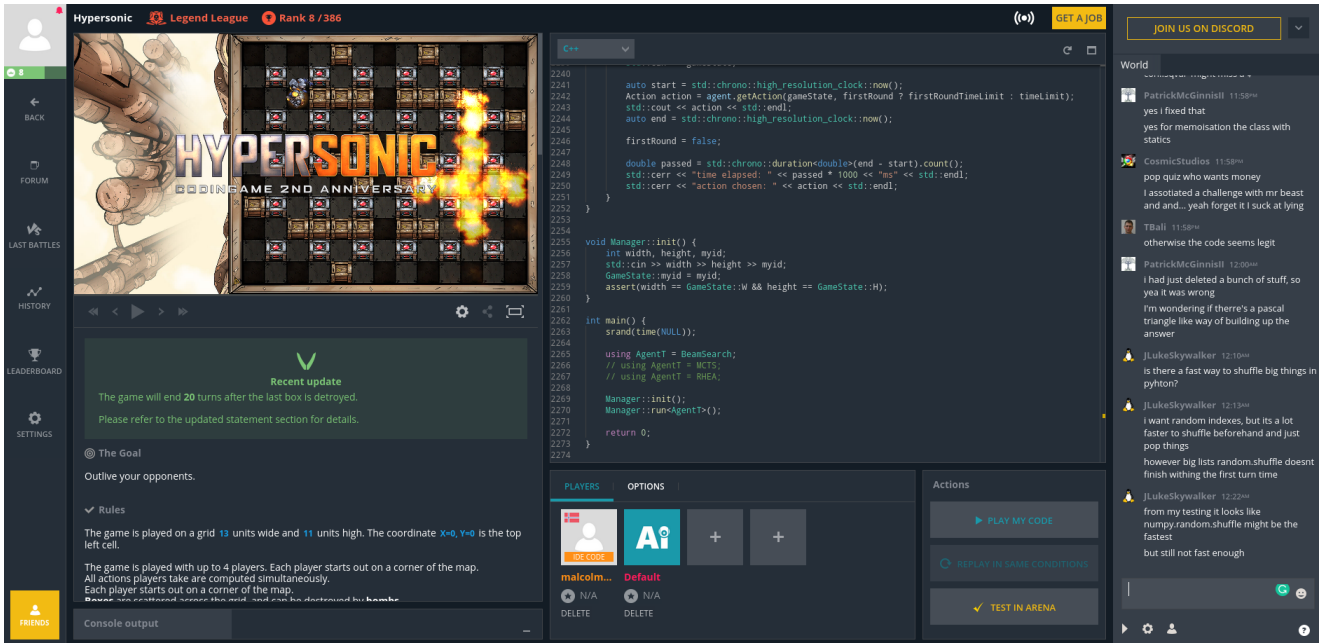 Hypersonic
Legend League
Rank 8 /386
GET A JOB
8
BACK
FORUM
LAST BATTLES
HISTORY
LEADERBOARD
SETTINGS
FRIENDS
HYPERSONIC
CODINGAME 2ND ANNIVERSARY
Recent update
The game will end 20 turns after the last box is detroyed.
Please refer to the updated statement section for details.
The Goal
Outlive your opponents.
Rules
The game is played on a grid 13 units wide and 11 units high. The coordinate X=0, Y=0 is the top
left cell.
The game is played with up to 4 players. Each player starts out on a corner of the map.
All actions players take are computed simultaneously.
Each player starts out on a corner of the map.
Boxes are scattered across the grid, and can be destroyed by bombs.
Console output
C++
2240
2241 auto start = std::chrono::high_resolution_clock::now();
2242 Action action = agent.getAction(gameState, firstRound ? firstRoundTimeLimit : timeLimit);
2243 std::cout << action << std::endl;
2244 auto end = std::chrono::high_resolution_clock::now();
2245
2246 firstRound = false;
2247
2248 double passed = std::chrono::duration<double>(end - start).count();
2249 std::cerr << "time elapsed: " << passed * 1000 << "ms" << std::endl;
2250 std::cerr << "action chosen: " << action << std::endl;
2251 }
2252 }
2253
2254
2255 void Manager::init() {
2256 int width, height, myid;
2257 std::cin >> width >> height >> myid;
2258 GameState::myid = myid;
2259 assert(width == GameState::W && height == GameState::H);
2260 }
2261
2262 int main() {
2263 srand(time(NULL));
2264
2265 using AgentT = BeamSearch;
2266 // using AgentT = MCTS;
2267 // using AgentT = RHEA;
2268
2269 Manager::init();
2270 Manager::run<AgentT>();
2271
2272 return 0;
2273 }
2274
PLAYERS
OPTIONS
IDE CODE
Ai
+
+
malcolm...
Default
N/A
N/A
DELETE
DELETE
Actions
PLAY MY CODE
REPLAY IN SAME CONDITIONS
TEST IN ARENA
JOIN US ON DISCORD
World
PatrickMcGinnisII 11:58PM
yes i fixed that
yes for memoisation the class with
statics
CosmicStudios 11:58PM
pop quiz who wants money
I assotiated a challenge with mr beast
and and... yeah forget it I suck at lying
TBali 11:58PM
otherwise the code seems legit
PatrickMcGinnisII 12:00AM
i had just deleted a bunch of stuff, so
yea it was wrong
I'm wondering if therre's a pascal
triangle like way of building up the
answer
JLukeSkywalker 12:10AM
is there a fast way to shuffle big things in
pyhton?
JLukeSkywalker 12:13AM
i want random indexes, but its a lot
faster to shuffle beforehand and just
pop things
however big lists random.shuffle doesnt
finish withing the first turn time
JLukeSkywalker 12:22AM
from my testing it looks like
numpy.random.shuffle might be the
fastest
but still not fast enough